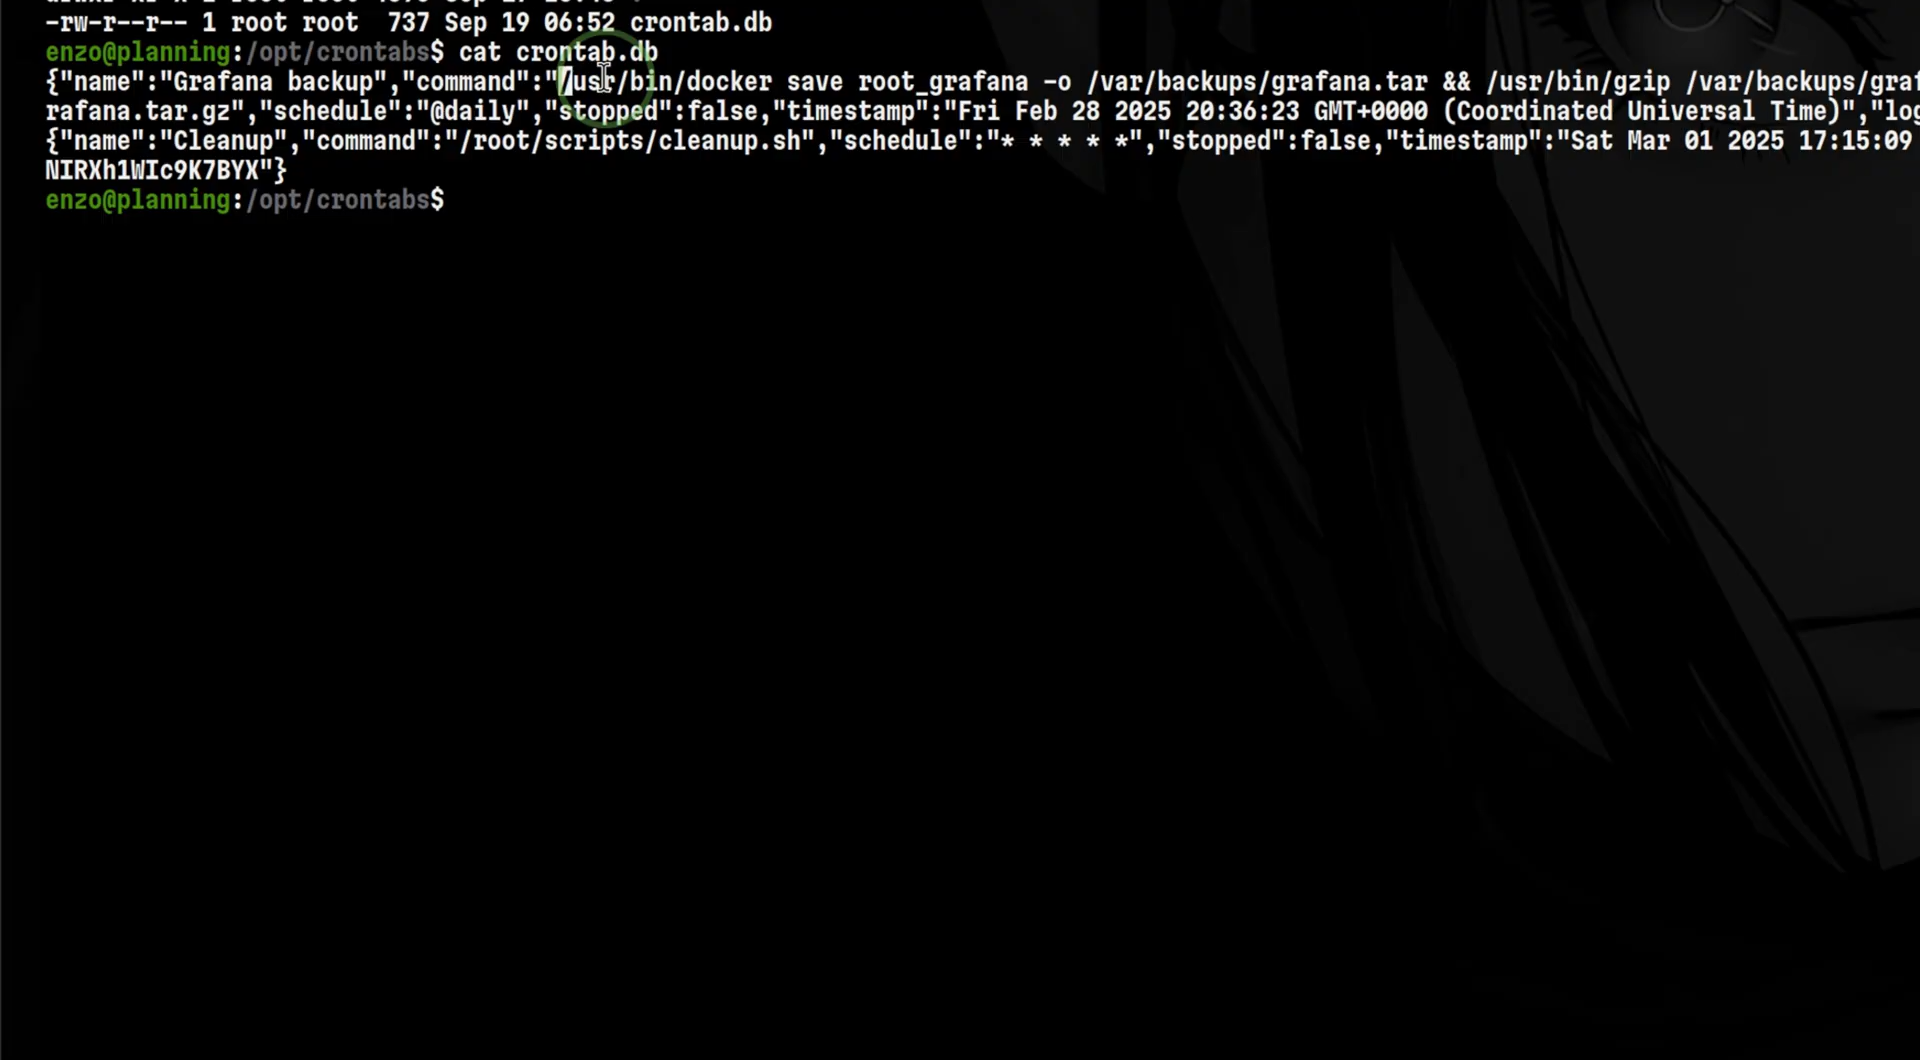 -rw-r--r-- 1 root root  737 Sep 19 06:52 crontab.db
enzo@planning:/opt/crontabs$ cat crontab.db
{"name":"Grafana backup","command":"/usr/bin/docker save root_grafana -o /var/backups/grafana.tar && /usr/bin/gzip /var/backups/graf
rafana.tar.gz","schedule":"@daily","stopped":false,"timestamp":"Fri Feb 28 2025 20:36:23 GMT+0000 (Coordinated Universal Time)","log
{"name":"Cleanup","command":"/root/scripts/cleanup.sh","schedule":"* * * * *","stopped":false,"timestamp":"Sat Mar 01 2025 17:15:09
NIRXh1WIc9K7BYX"}
enzo@planning:/opt/crontabs$